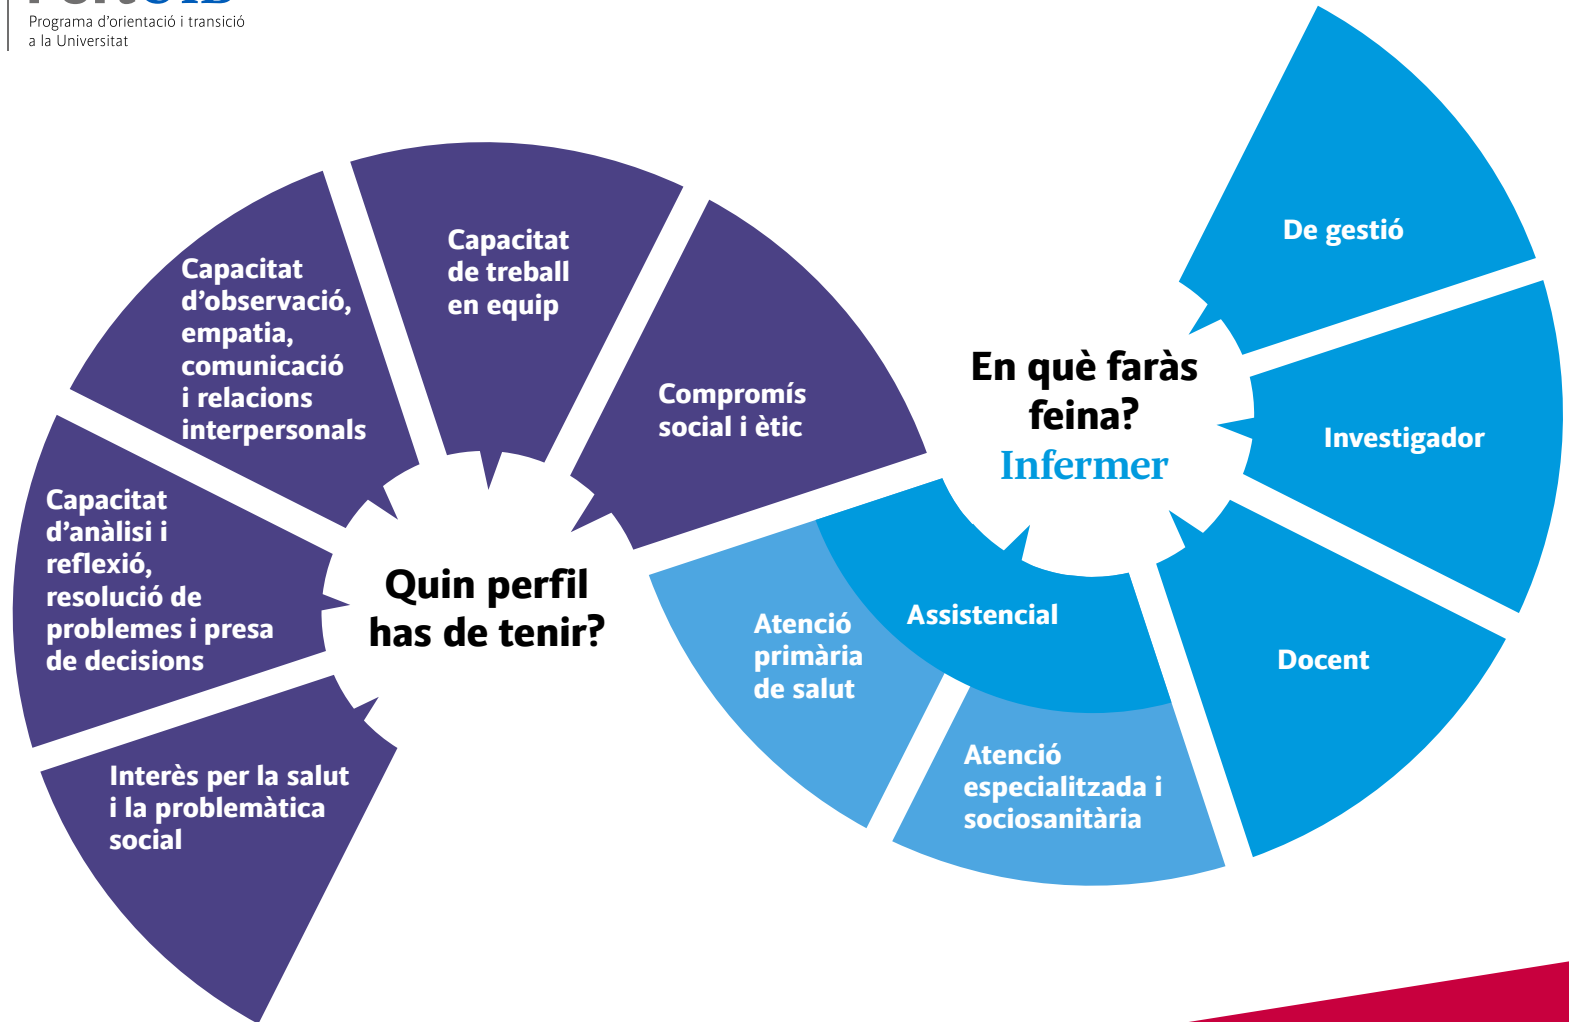 Programa d'orientació i transició
a la Universitat
Capacitat
d'observació,
empatia,
comunicació
i relacions
interpersonals
Capacitat
de treball
en equip
Compromís
social i ètic
Capacitat
d'anàlisi i
reflexió,
resolució de
problemes i presa
de decisions
Interès per la salut
i la problemàtica
social
Quin perfil
has de tenir?
En què faràs
feina?
Infermer
De gestió
Investigador
Docent
Assistencial
Atenció
primària
de salut
Atenció
especialitzada i
sociosanitària